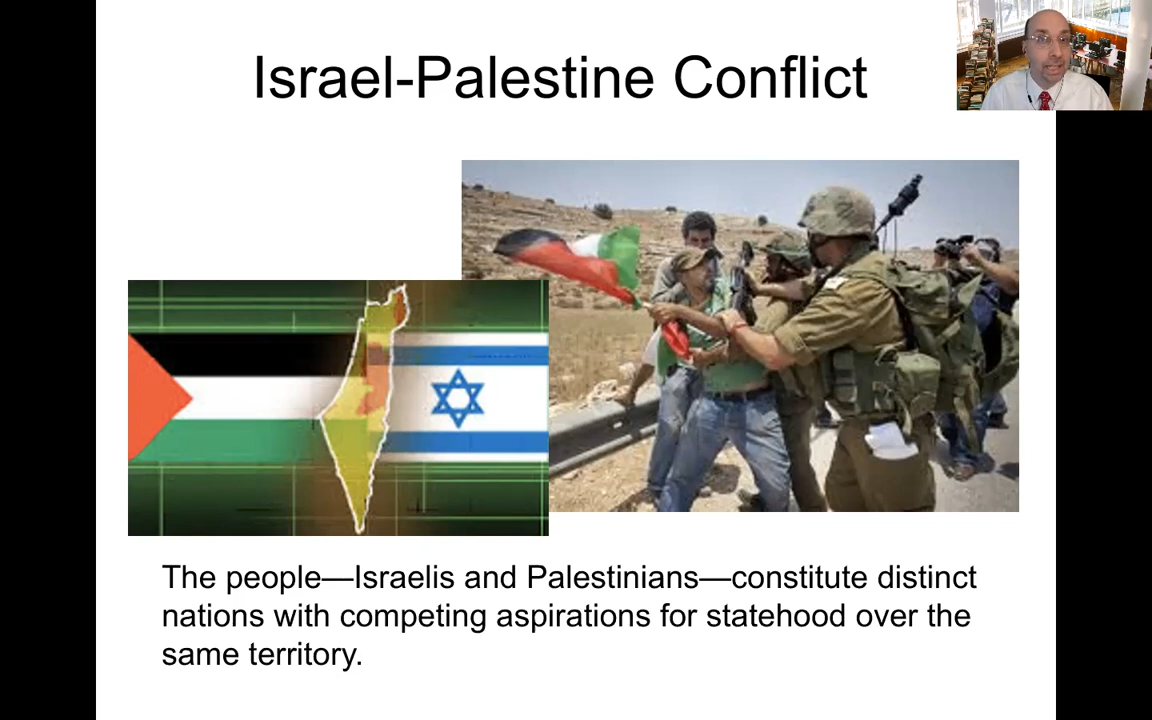 Israel-Palestine Conflict
The people—Israelis and Palestinians—constitute distinct
nations with competing aspirations for statehood over the
same territory.